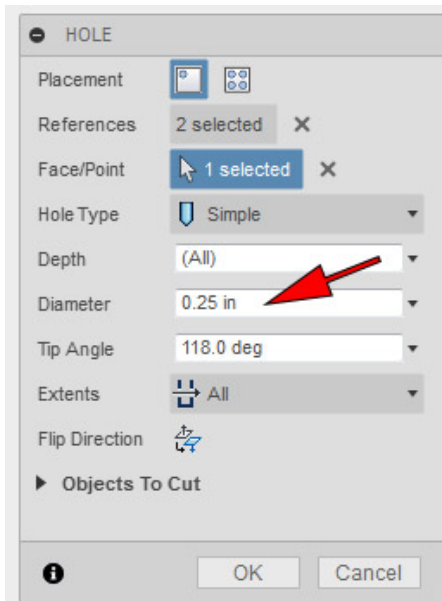 HOLE
Placement
References 2 selected
Face/Point 1 selected
Hole Type Simple
Depth (All)
Diameter 0.25 in
Tip Angle 118.0 deg
Extents All
Flip Direction
Objects To Cut
OK Cancel